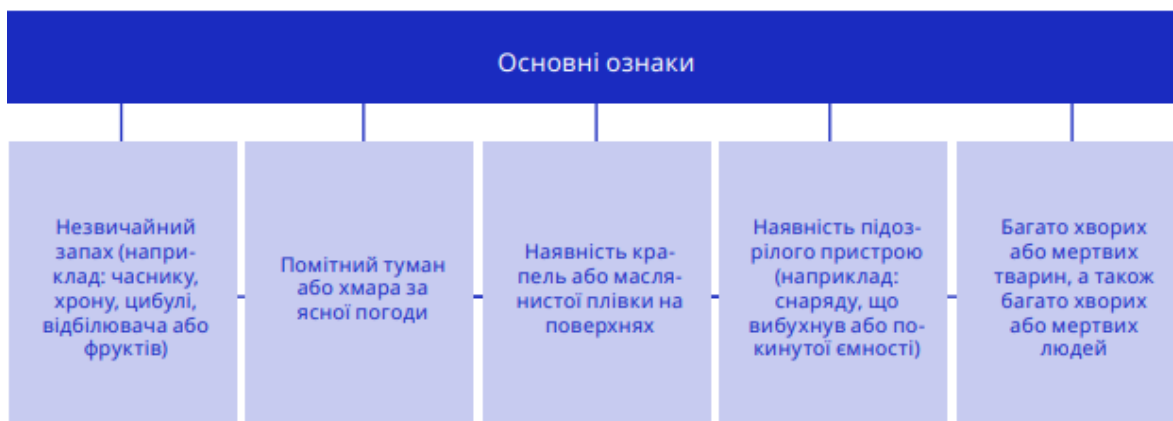 Основні ознаки
Незвичайний
запах (напри-
клад: часнику,
хрону, цибулі,
відбілювача або
фруктів)
Помітний туман
або хмара за
ясної погоди
Наявність кра-
пель або масля-
нистої плівки на
поверхнях
Наявність підоз-
рілого пристрою
(наприклад:
снаряду, що
вибухнув або по-
кинутої ємності)
Багато хворих
або мертвих
тварин, а також
багато хворих
або мертвих
людей